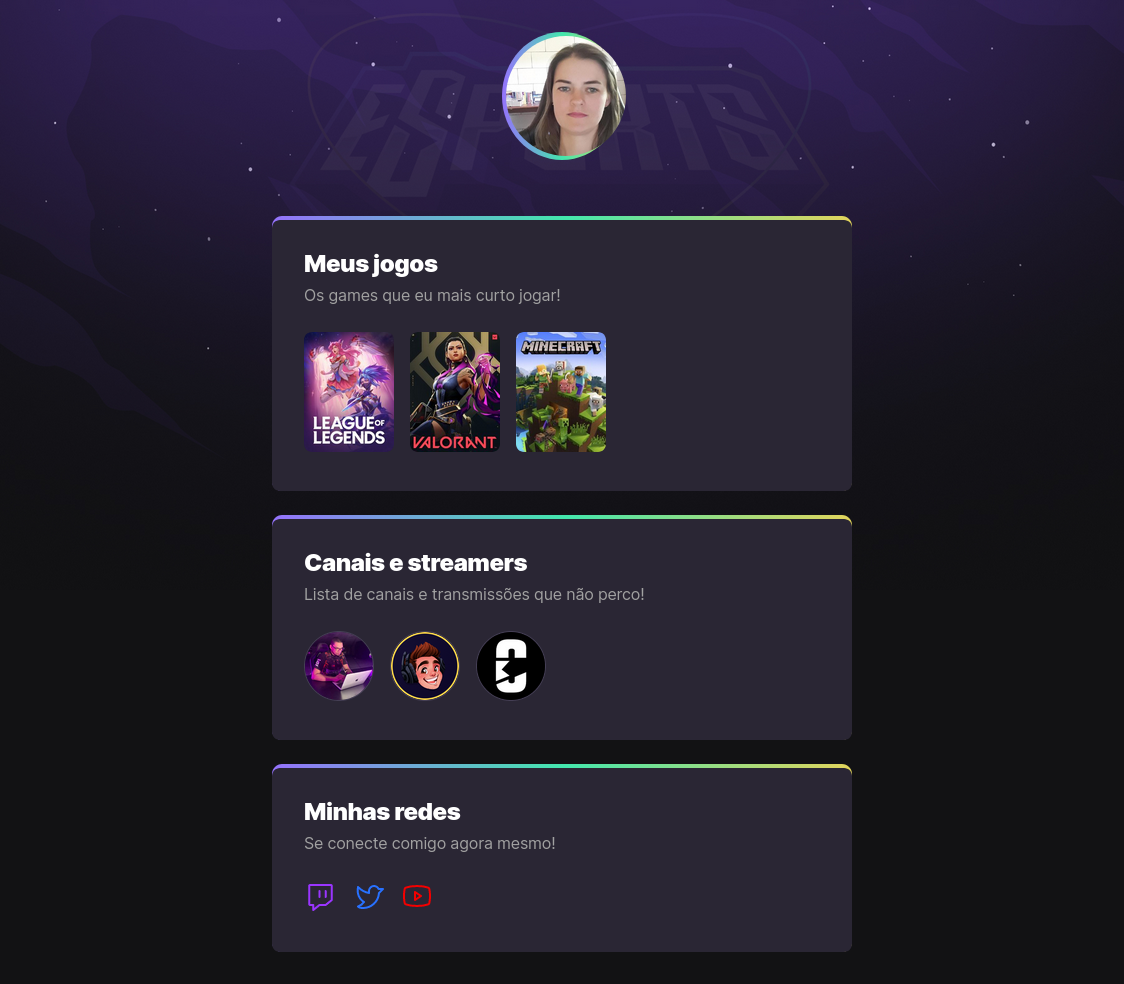 ESPORTS
Meus jogos
Os games que eu mais curto jogar!
LEAGUE OF
LEGENDS
VALORANT
MINECRAFT
Canais e streamers
Lista de canais e transmissões que não perco!
Minhas redes
Se conecte comigo agora mesmo!